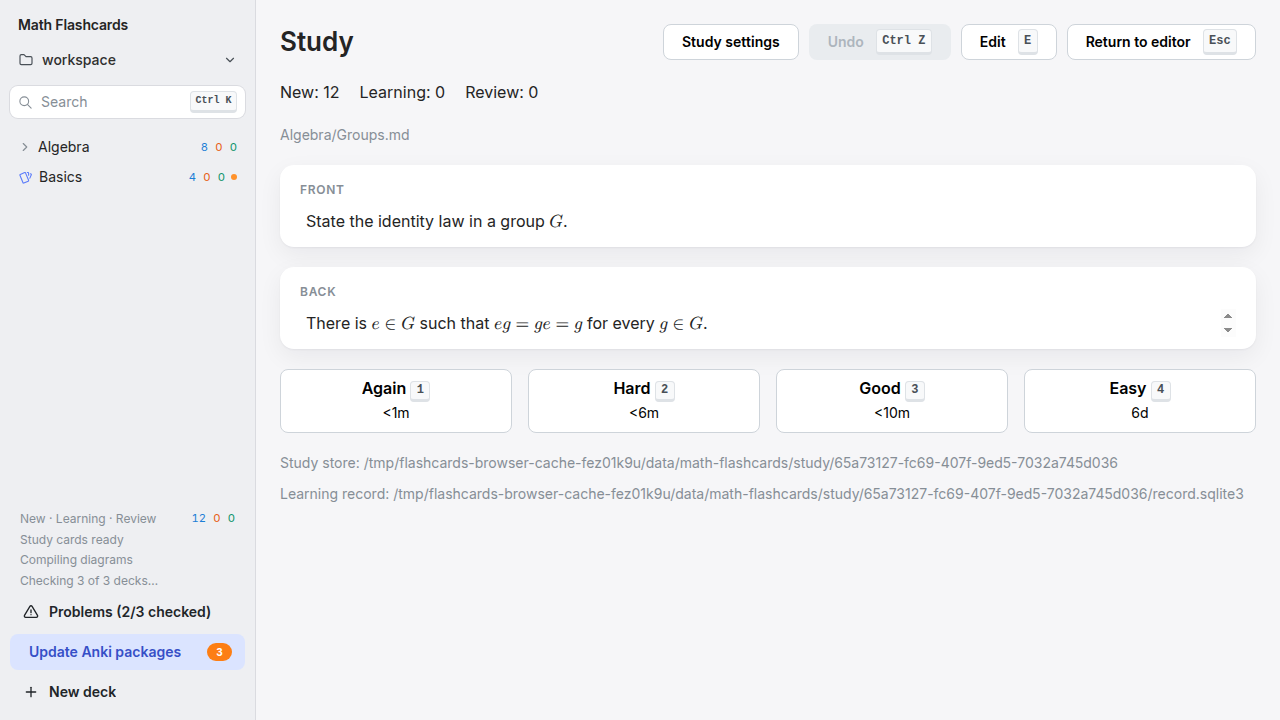 Math Flashcards
workspace
Search Ctrl K
Algebra 8 0 0
Basics 4 0 0
New · Learning · Review 12 0 0
Study cards ready
Compiling diagrams
Checking 3 of 3 decks...
Problems (2/3 checked)
Update Anki packages 3
New deck
Study
Study settings
Undo Ctrl Z
Edit E
Return to editor Esc
New: 12 Learning: 0 Review: 0
Algebra/Groups.md
FRONT
State the identity law in a group G.
BACK
There is e ∈ G such that eg = ge = g for every g ∈ G.
Again 1
<1m
Hard 2
<6m
Good 3
<10m
Easy 4
6d
Study store: /tmp/flashcards-browser-cache-fez01k9u/data/math-flashcards/study/65a73127-fc69-407f-9ed5-7032a745d036
Learning record: /tmp/flashcards-browser-cache-fez01k9u/data/math-flashcards/study/65a73127-fc69-407f-9ed5-7032a745d036/record.sqlite3